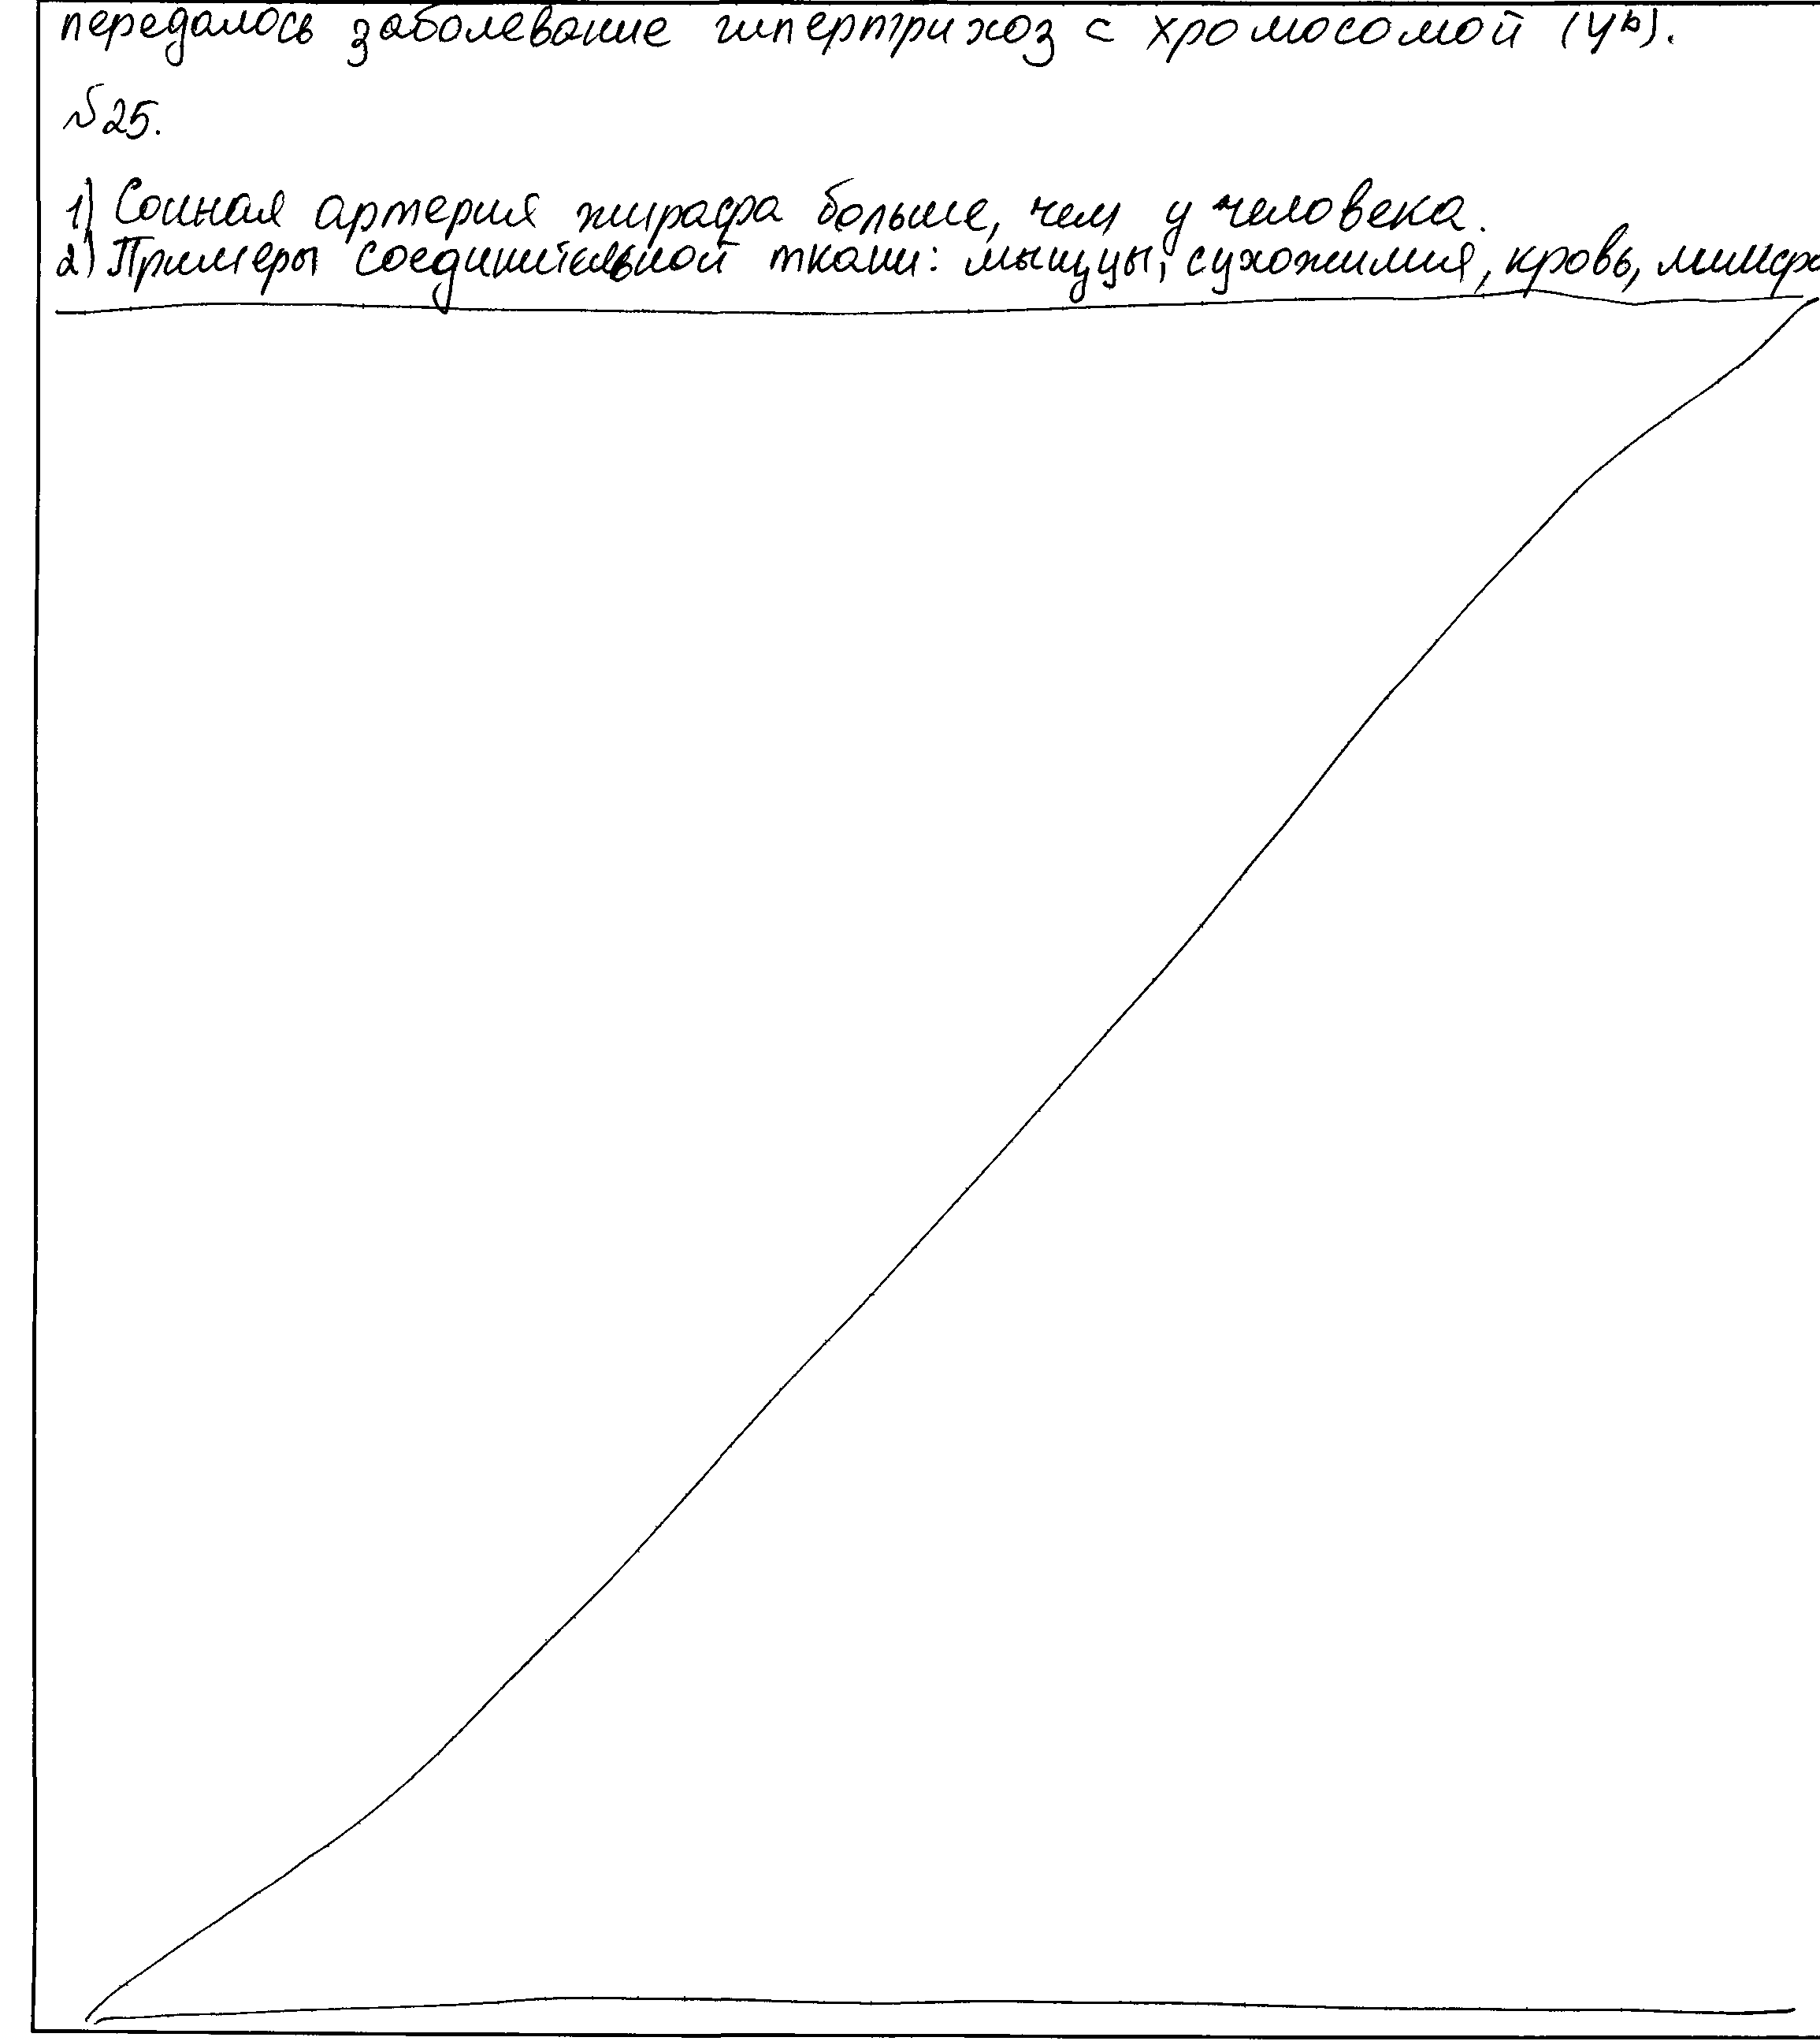 передалось заболевание гипертрихоз с хромосомой (Yᵇ).
№25.
1) Сонная артерия жирафа больше, чем у человека.
2) Примеры соединительной ткани: мышцы, сухожилия, кровь, лимфа